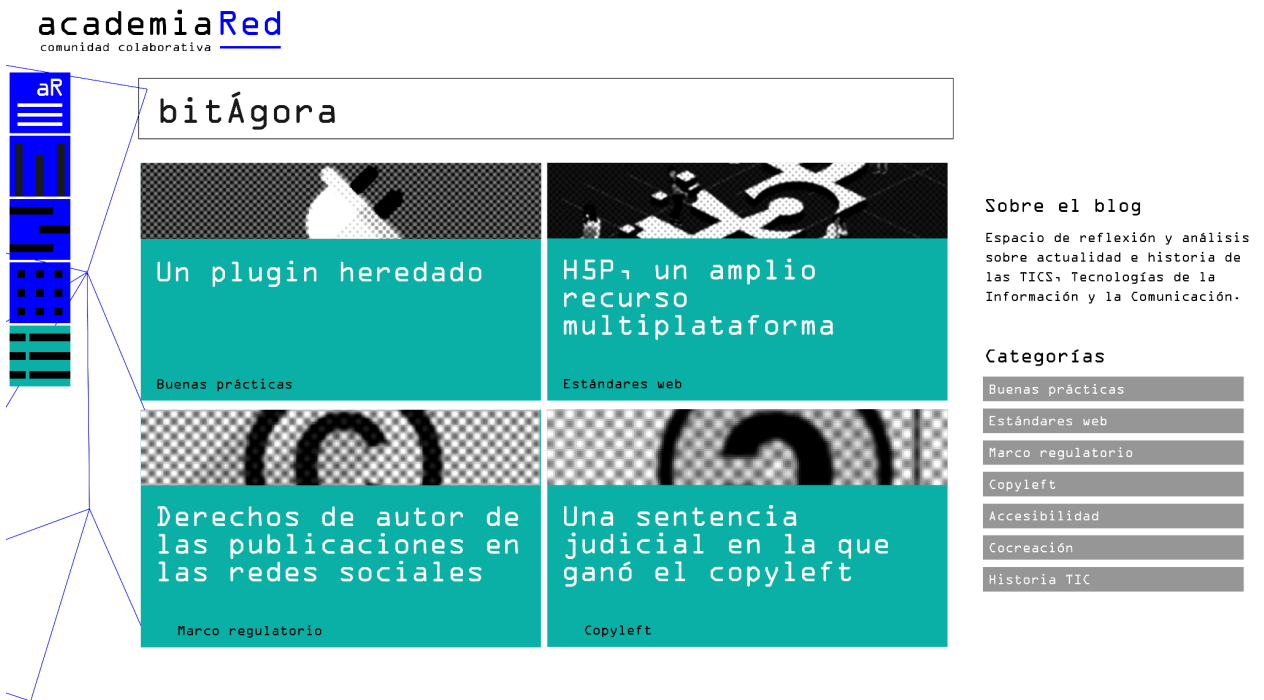 academiaRed
comunidad colaborativa
aR
bitÁgora
Un plugin heredado
Buenas prácticas
H5P, un amplio
recurso
multiplataforma
Estándares web
Derechos de autor de
las publicaciones en
las redes sociales
Marco regulatorio
Una sentencia
judicial en la que
ganó el copyleft
Copyleft
Sobre el blog
Espacio de reflexión y análisis
sobre actualidad e historia de
las TICS, Tecnologías de la
Información y la Comunicación.
Categorías
Buenas prácticas
Estándares web
Marco regulatorio
Copyleft
Accesibilidad
Cocreación
Historia TIC